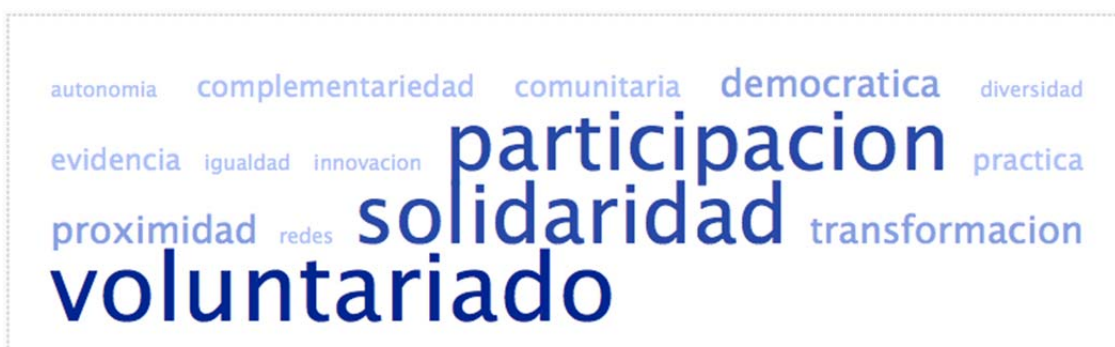 autonomia complementariedad comunitaria democratica diversidad
evidencia igualdad innovacion participacion practica
proximidad redes solidaridad transformacion
voluntariado